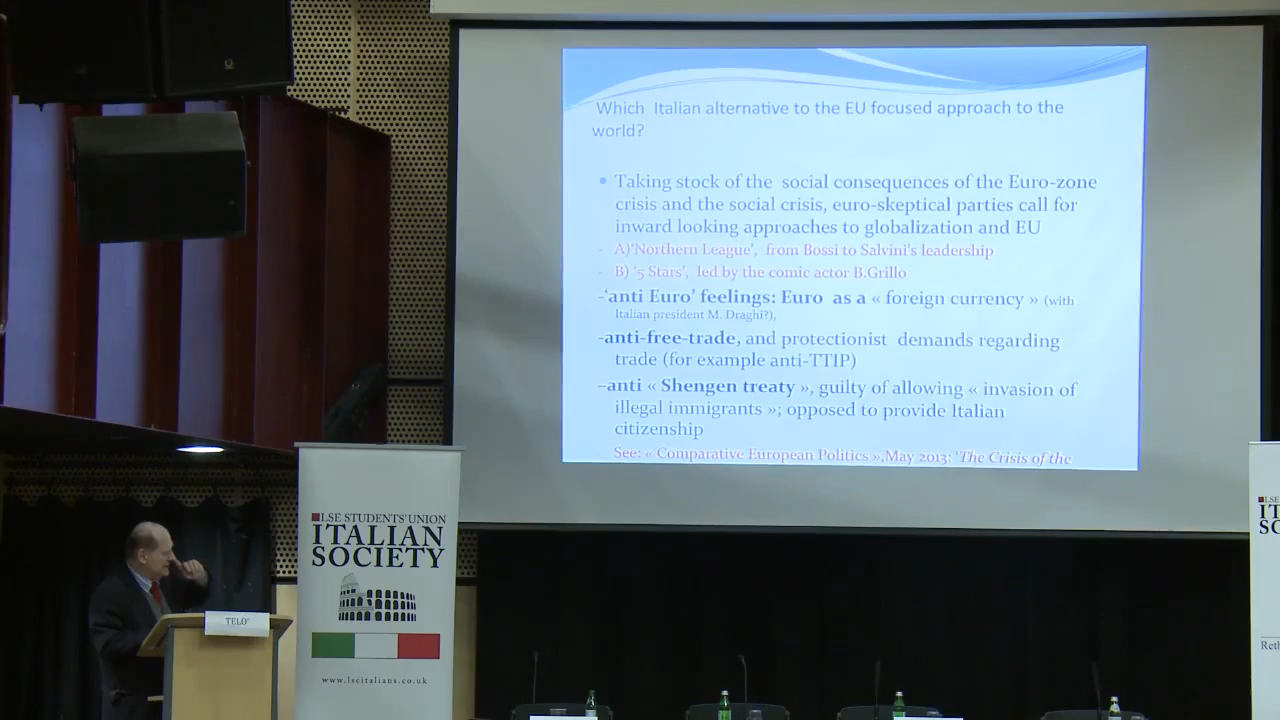 Which Italian alternative to the EU focused approach to the
world?
• Taking stock of the social consequences of the Euro-zone
crisis and the social crisis, euro-skeptical parties call for
inward looking approaches to globalization and EU
- A)'Northern League', from Bossi to Salvini's leadership
- B) '5 Stars', led by the comic actor B.Grillo
-'anti Euro' feelings: Euro as a « foreign currency » (with
Italian president M. Draghi?),
-anti-free-trade, and protectionist demands regarding
trade (for example anti-TTIP)
–anti « Shengen treaty », guilty of allowing « invasion of
illegal immigrants »; opposed to provide Italian
citizenship
See: « Comparative European Politics »,May 2013: 'The Crisis of the
LSE STUDENTS' UNION
ITALIAN
SOCIETY
www.lseitalians.co.uk
TELO'
LS
IT
SO
Reth